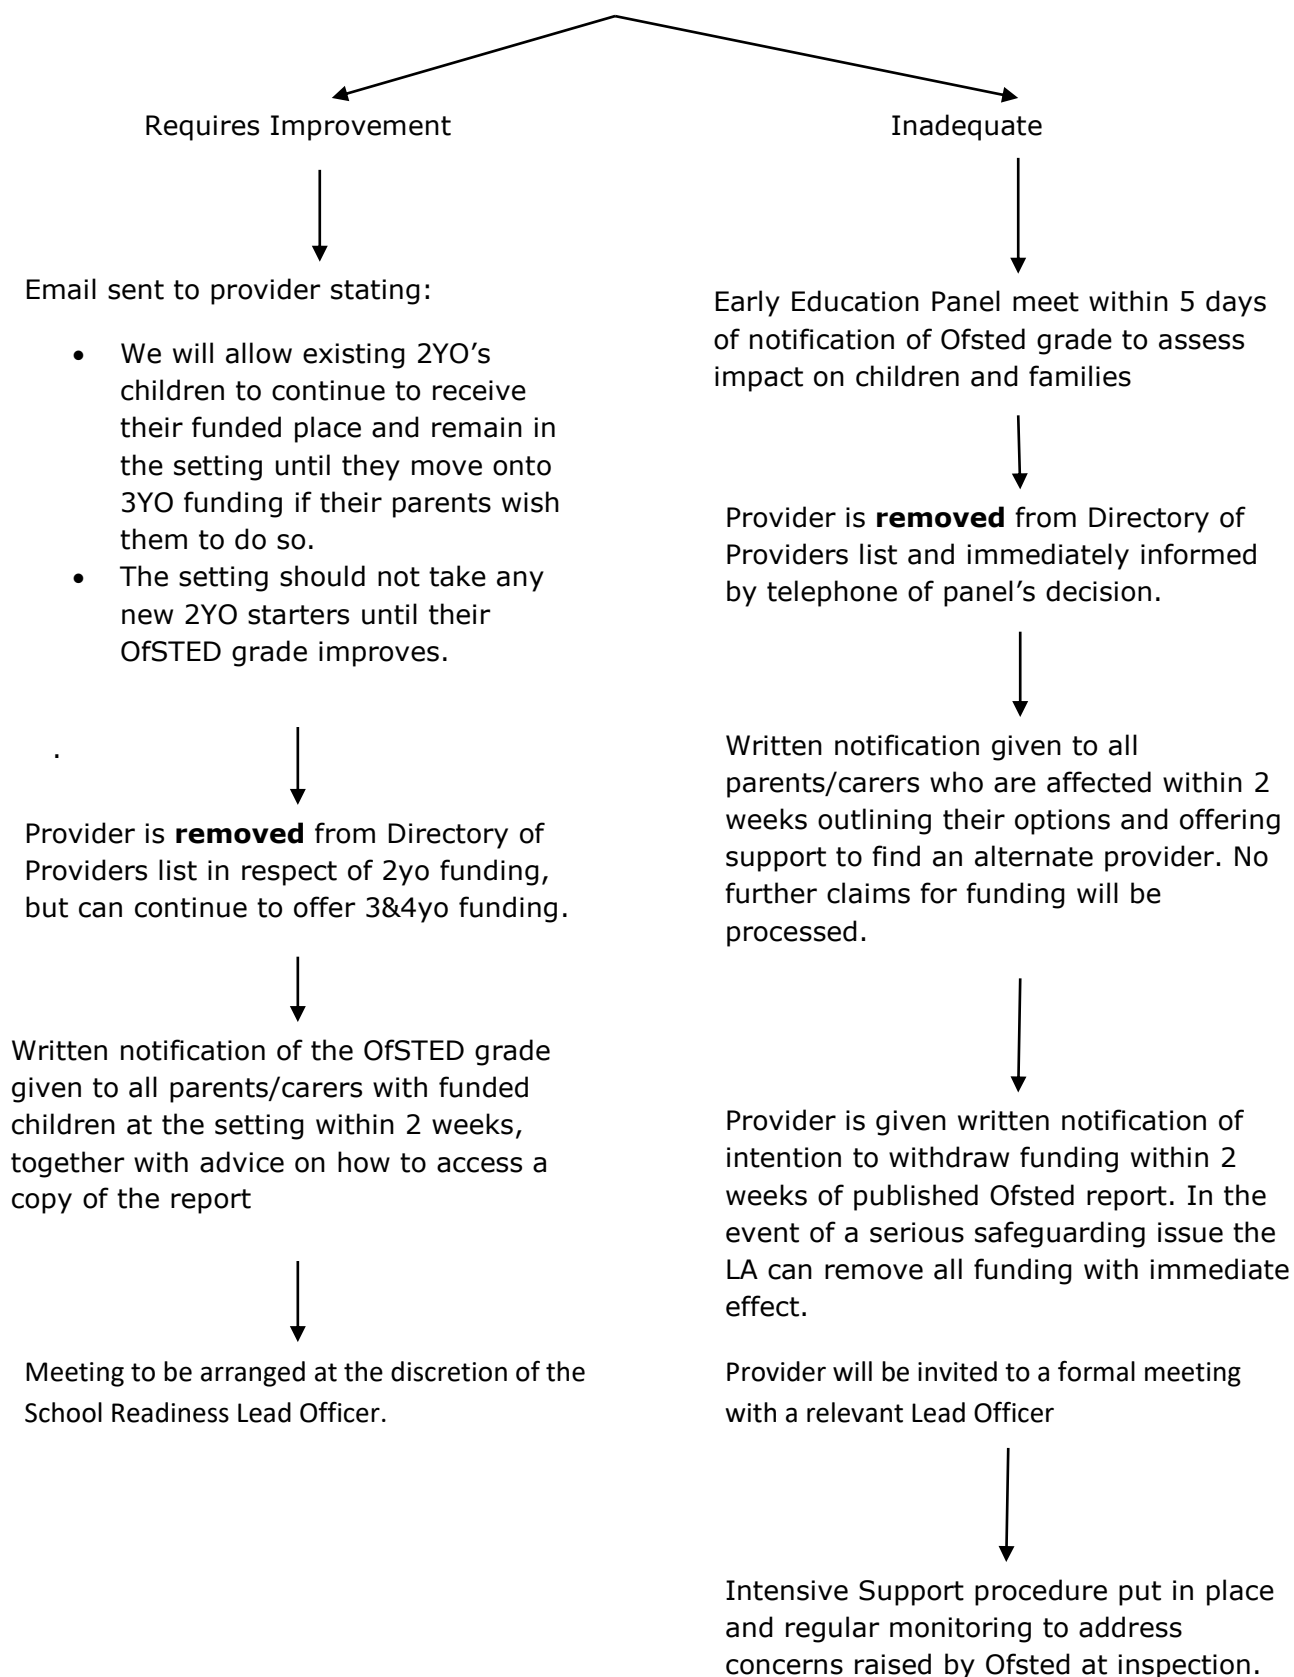 Requires Improvement
Email sent to provider stating:
• We will allow existing 2YO’s
children to continue to receive
their funded place and remain in
the setting until they move onto
3YO funding if their parents wish
them to do so.
• The setting should not take any
new 2YO starters until their
OfSTED grade improves.
.
Provider is removed from Directory of
Providers list in respect of 2yo funding,
but can continue to offer 3&4yo funding.
Written notification of the OfSTED grade
given to all parents/carers with funded
children at the setting within 2 weeks,
together with advice on how to access a
copy of the report
Meeting to be arranged at the discretion of the
School Readiness Lead Officer.
Inadequate
Early Education Panel meet within 5 days
of notification of Ofsted grade to assess
impact on children and families
Provider is removed from Directory of
Providers list and immediately informed
by telephone of panel’s decision.
Written notification given to all
parents/carers who are affected within 2
weeks outlining their options and offering
support to find an alternate provider. No
further claims for funding will be
processed.
Provider is given written notification of
intention to withdraw funding within 2
weeks of published Ofsted report. In the
event of a serious safeguarding issue the
LA can remove all funding with immediate
effect.
Provider will be invited to a formal meeting
with a relevant Lead Officer
Intensive Support procedure put in place
and regular monitoring to address
concerns raised by Ofsted at inspection.